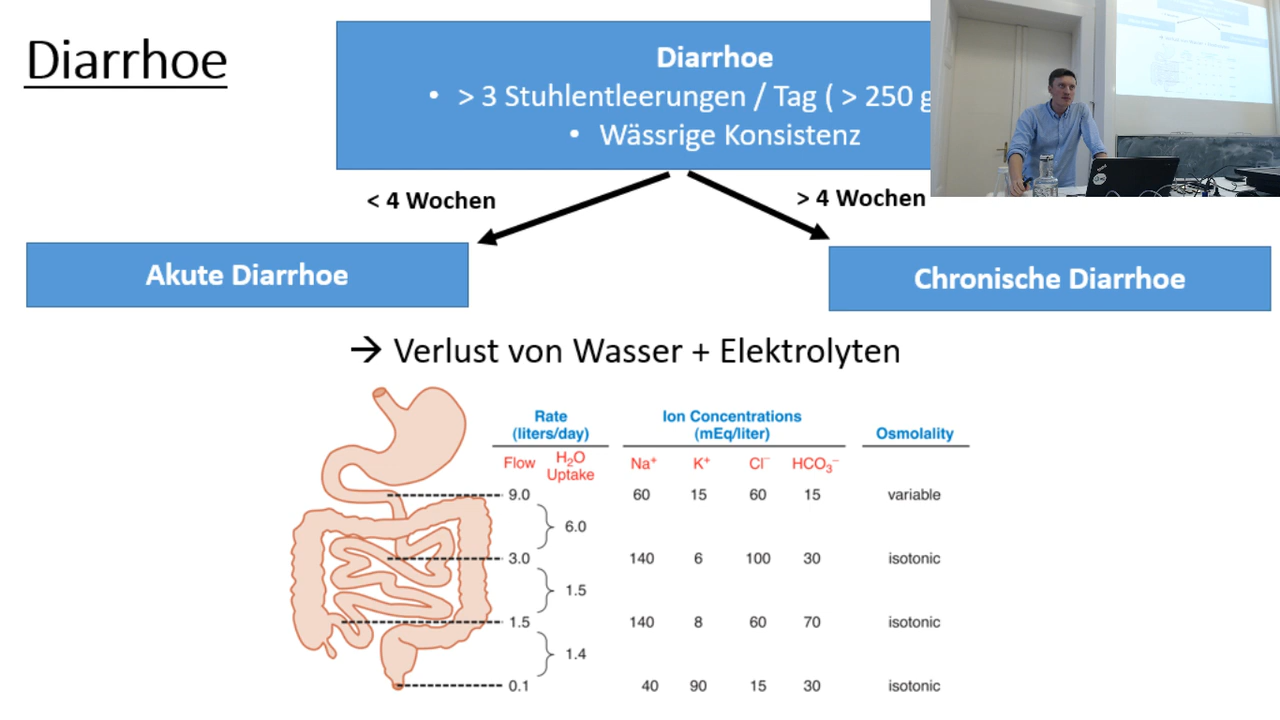 Diarrhoe
Diarrhoe
• > 3 Stuhlentleerungen / Tag ( > 250 g
• Wässrige Konsistenz
< 4 Wochen
> 4 Wochen
Akute Diarrhoe
Chronische Diarrhoe
→ Verlust von Wasser + Elektrolyten
Rate (liters/day)
Ion Concentrations (mEq/liter)
Osmolality
Flow H₂O Uptake Na⁺ K⁺ Cl⁻ HCO₃⁻
9.0 60 15 60 15 variable
6.0
3.0 140 6 100 30 isotonic
1.5
1.5 140 8 60 70 isotonic
1.4
0.1 40 90 15 30 isotonic